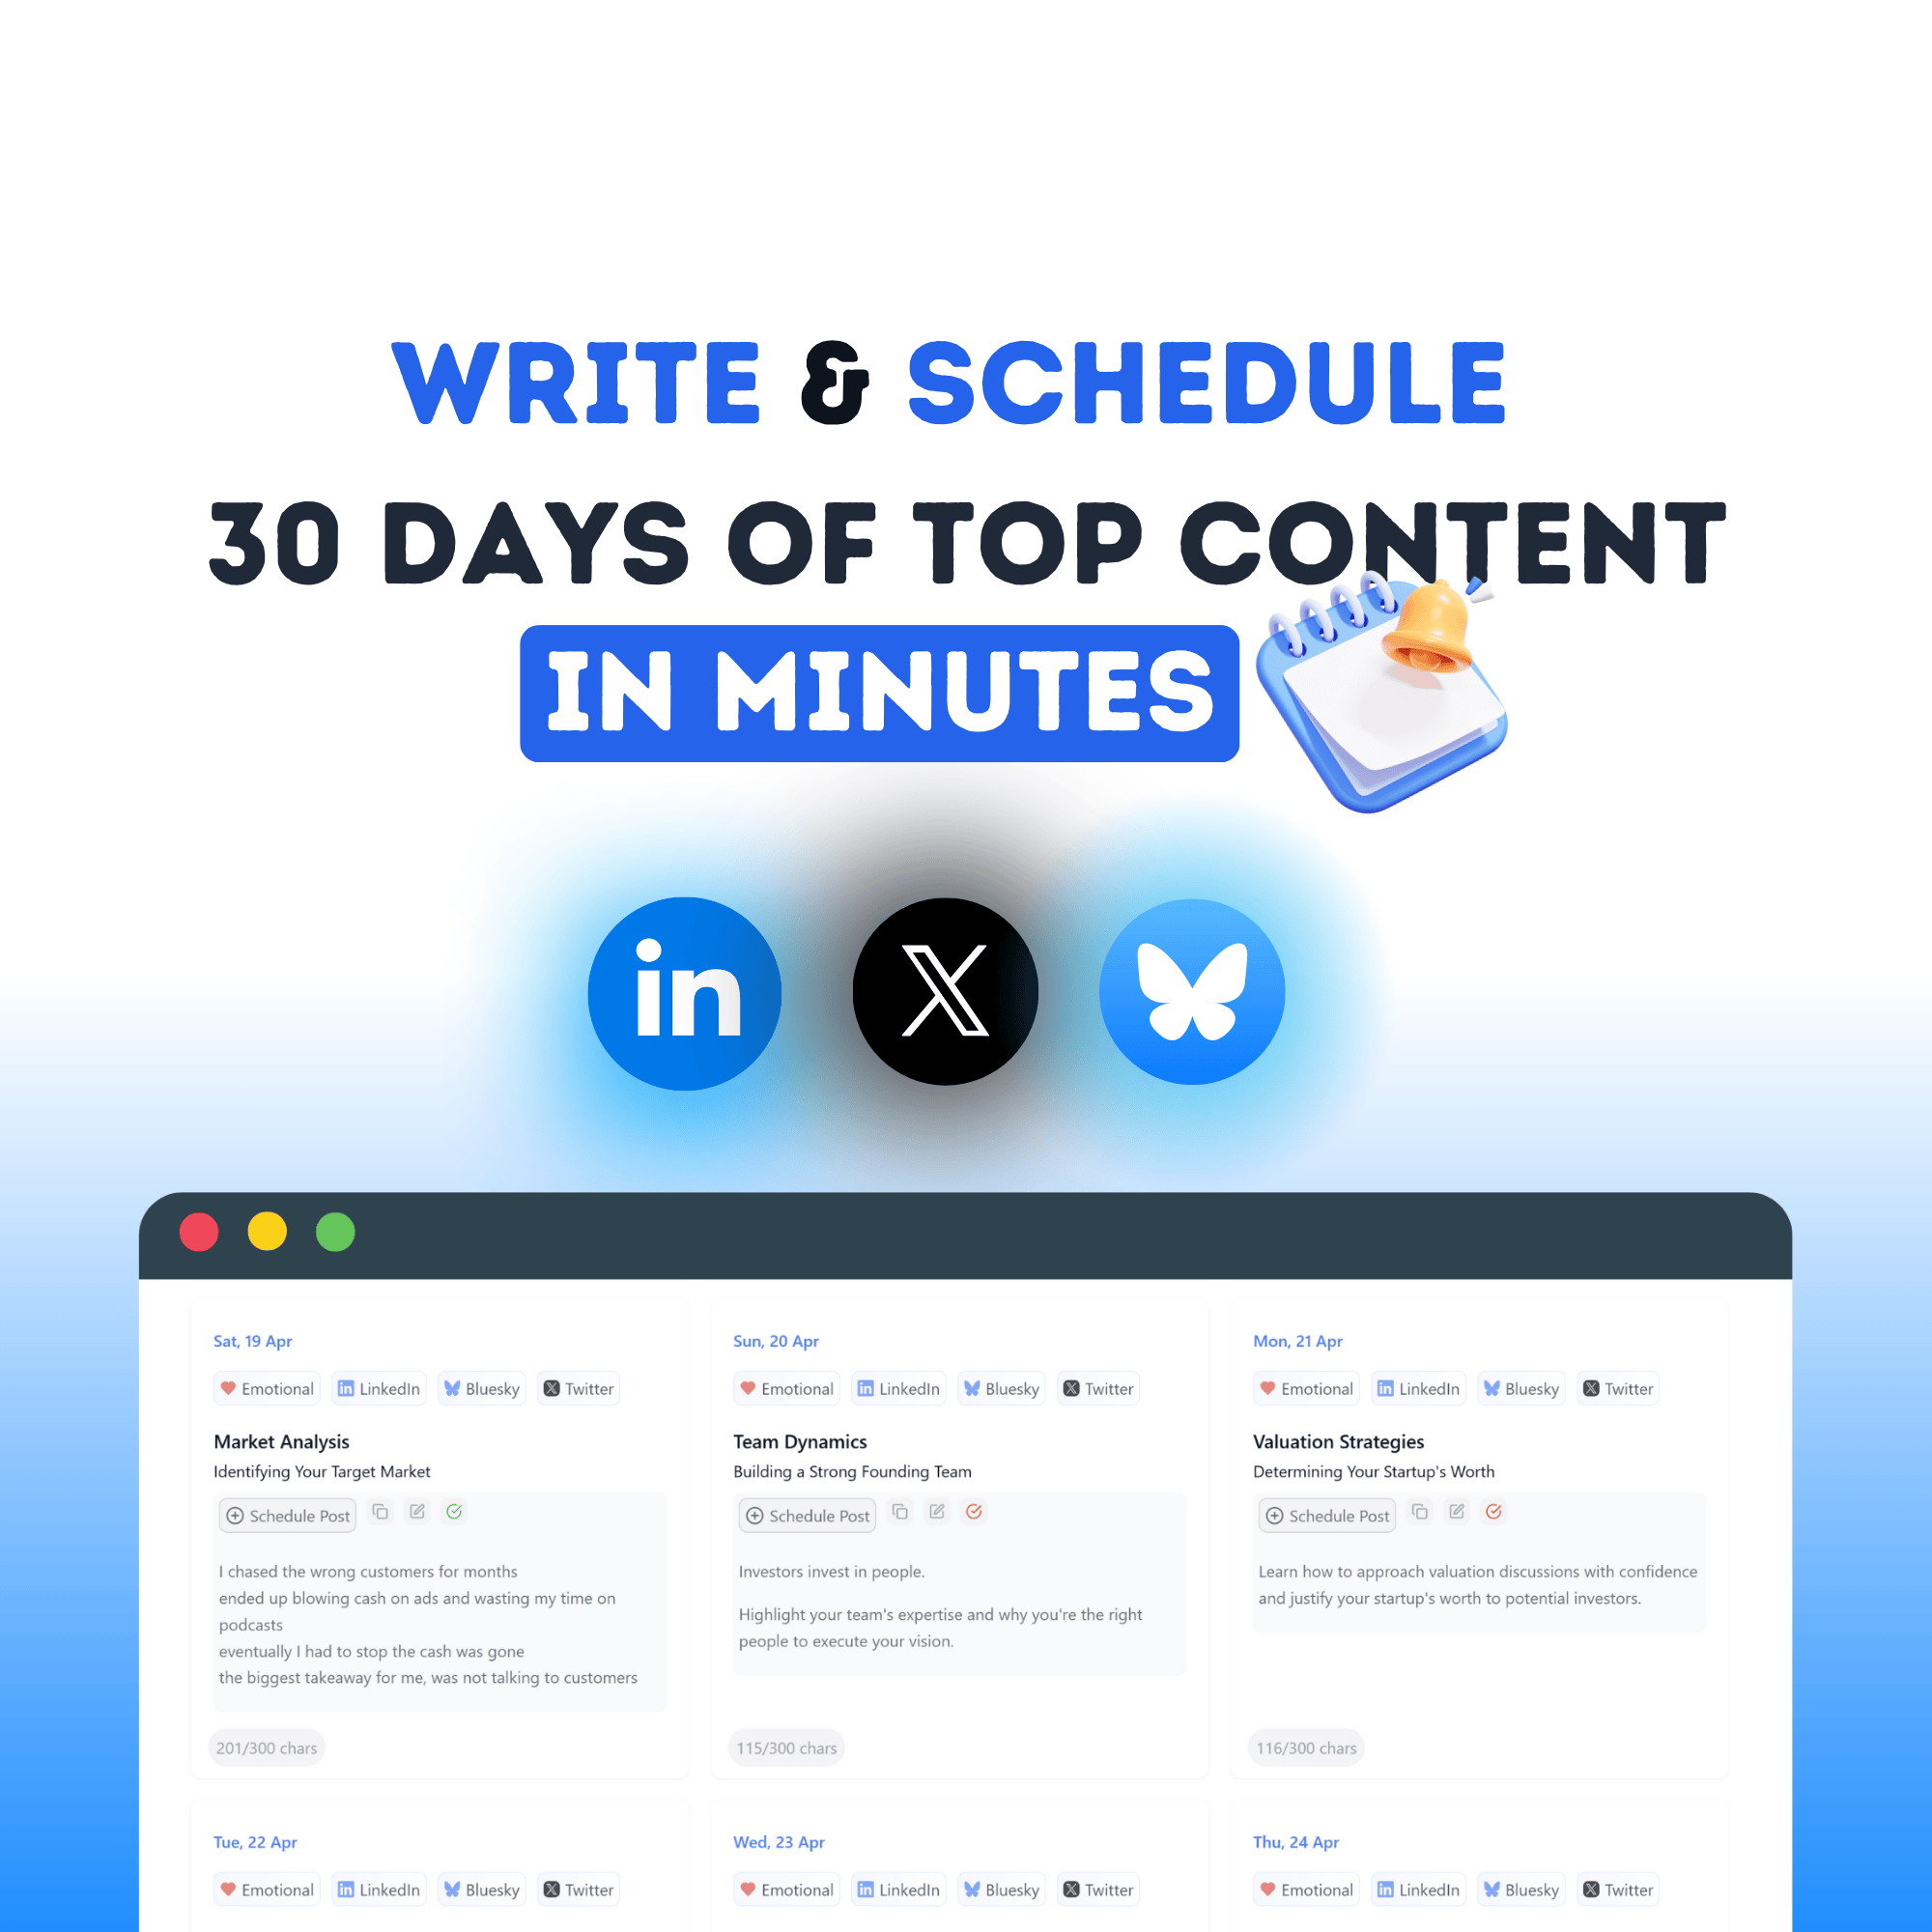 WRITE & SCHEDULE
30 DAYS OF TOP CONTENT
IN MINUTES
in X
Sat, 19 Apr
Emotional LinkedIn Bluesky Twitter
Market Analysis
Identifying Your Target Market
Schedule Post
I chased the wrong customers for months
ended up blowing cash on ads and wasting my time on
podcasts
eventually I had to stop the cash was gone
the biggest takeaway for me, was not talking to customers
201/300 chars
Sun, 20 Apr
Emotional LinkedIn Bluesky Twitter
Team Dynamics
Building a Strong Founding Team
Schedule Post
Investors invest in people.
Highlight your team's expertise and why you're the right
people to execute your vision.
115/300 chars
Mon, 21 Apr
Emotional LinkedIn Bluesky Twitter
Valuation Strategies
Determining Your Startup's Worth
Schedule Post
Learn how to approach valuation discussions with confidence
and justify your startup's worth to potential investors.
116/300 chars
Tue, 22 Apr
Emotional LinkedIn Bluesky Twitter
Wed, 23 Apr
Emotional LinkedIn Bluesky Twitter
Thu, 24 Apr
Emotional LinkedIn Bluesky Twitter